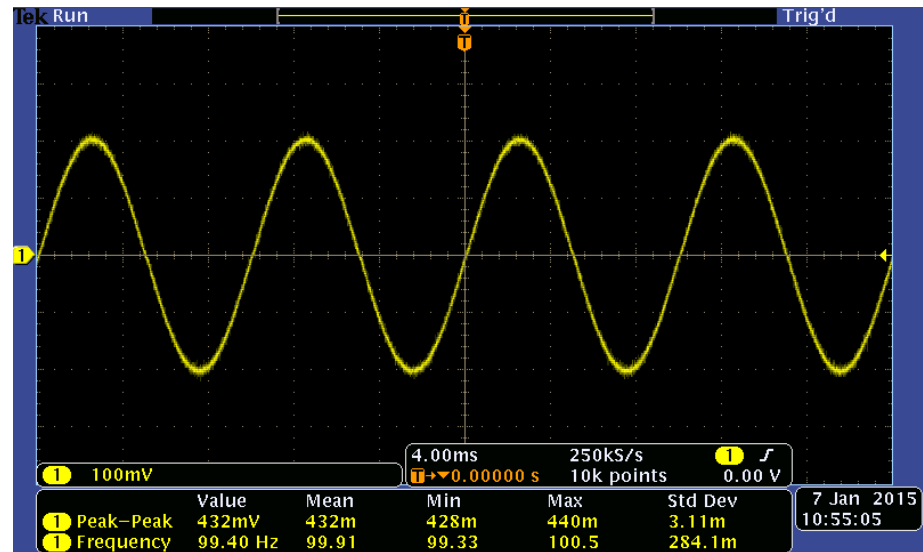 Tek Run Trig'd
T
T
1
4.00ms 250kS/s 1
1 100mV T→▼0.00000 s 10k points 0.00 V
Value Mean Min Max Std Dev
1 Peak-Peak 432mV 432m 428m 440m 3.11m
1 Frequency 99.40 Hz 99.91 99.33 100.5 284.1m
7 Jan 2015
10:55:05